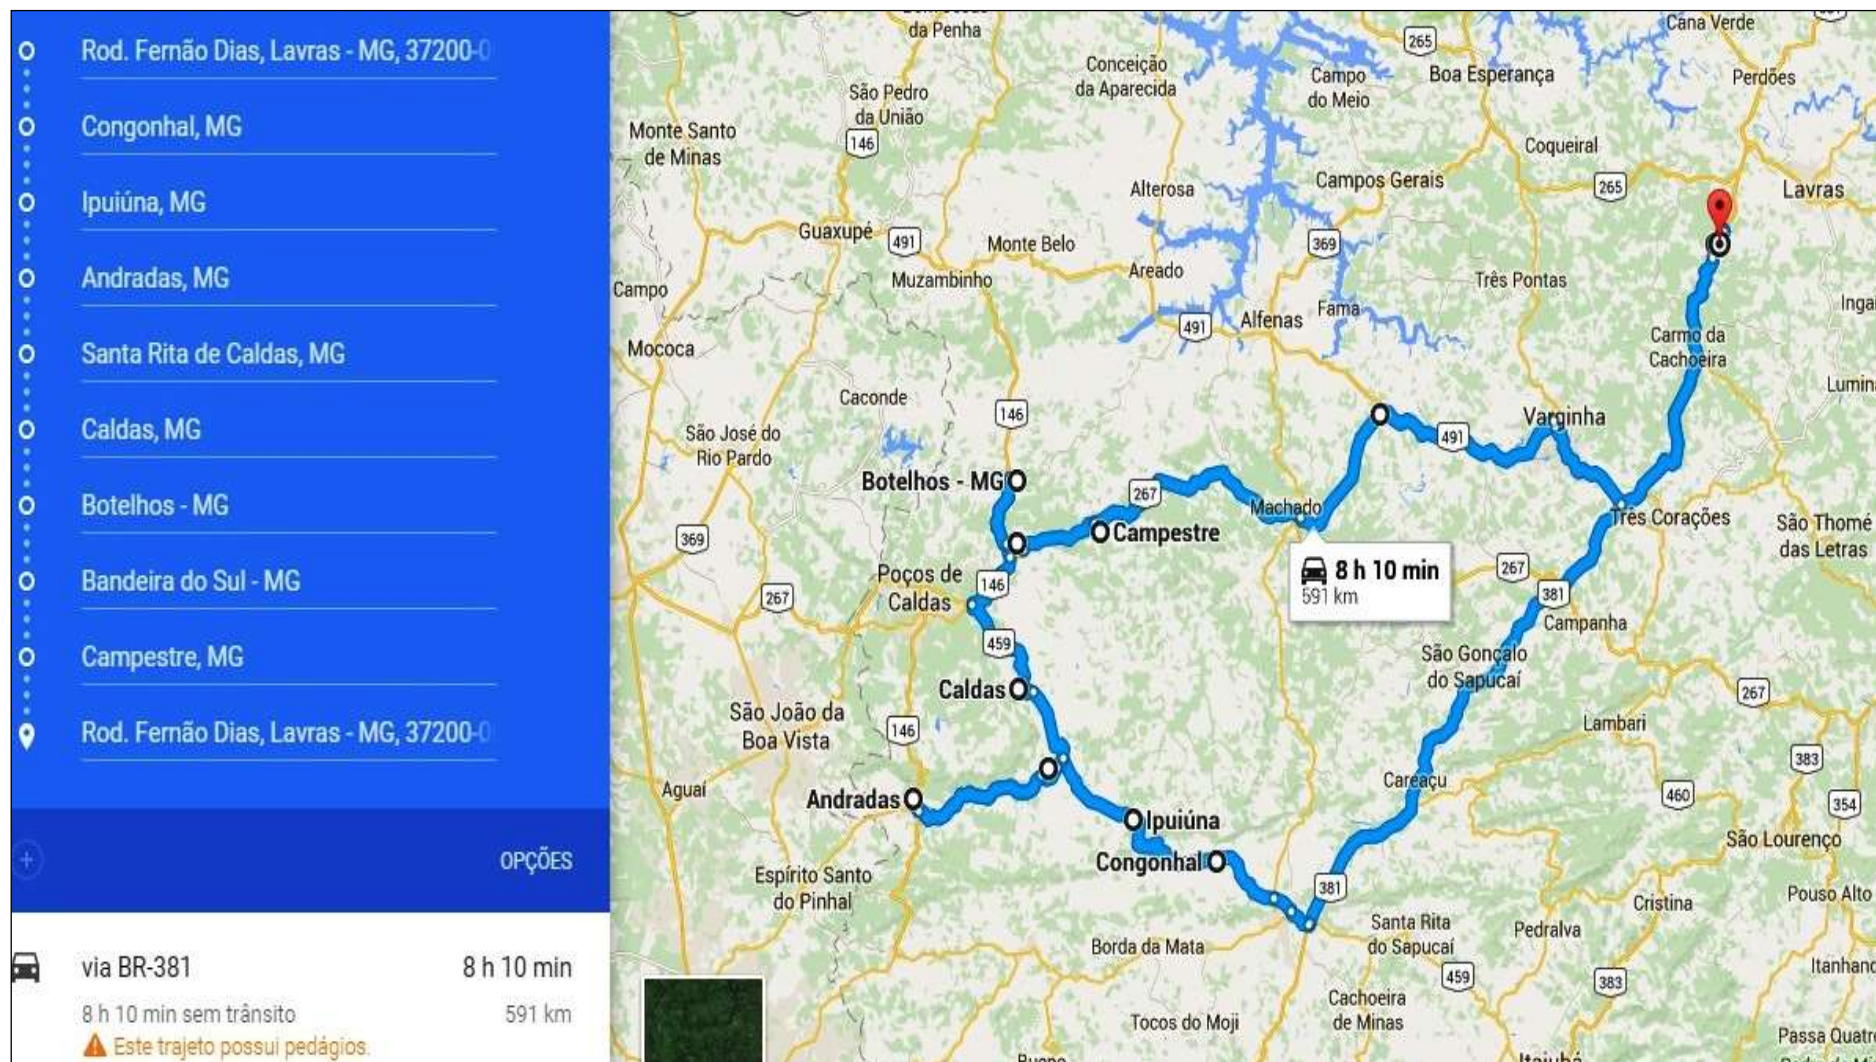 Rod. Fernão Dias, Lavras - MG, 37200-0
Congonhal, MG
Ipuiúna, MG
Andradas, MG
Santa Rita de Caldas, MG
Caldas, MG
Botelhos - MG
Bandeira do Sul - MG
Campestre, MG
Rod. Fernão Dias, Lavras - MG, 37200-0
OPÇÕES
via BR-381
8 h 10 min
8 h 10 min sem trânsito
591 km
Este trajeto possui pedágios.
da Penha
Cana Verde
265
Conceição
da Aparecida
Campo
do Meio
Boa Esperança
Perdões
São Pedro
da União
Monte Santo
de Minas
146
Coqueiral
Alterosa
Campos Gerais
265
Lavras
Guaxupé
491
Monte Belo
369
Muzambinho
Areado
Três Pontas
Campo
Fama
491
Alfenas
Carmo da
Cachoeira
Mococa
Caconde
146
São José do
Rio Pardo
Varginha
491
Botelhos - MG
267
Machado
Três Corações
São Thomé
das Letras
Campestre
369
8 h 10 min
591 km
267
Poços de
Caldas
146
267
381
Campanha
459
São Gonçalo
do Sapucaí
Caldas
267
São João da
Boa Vista
146
Lambari
383
Aguaí
Careaçu
Andradas
460
354
Ipuiúna
São Lourenço
Congonhal
Espírito Santo
do Pinhal
381
Cristina
Pouso Alto
Santa Rita
do Sapucaí
Pedralva
Borda da Mata
459
383
Cachoeira
de Minas
Tocos do Moji
Passa Quatr